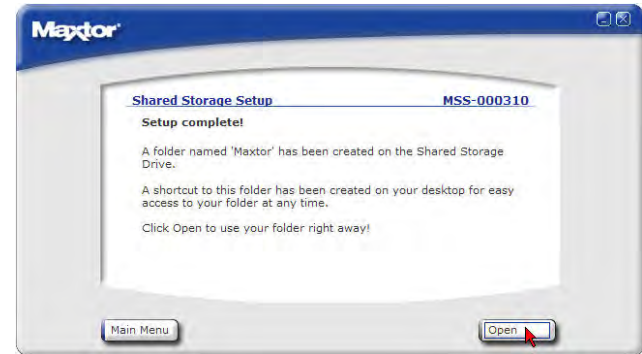 Maxtor
Shared Storage Setup MSS-000310
Setup complete!
A folder named 'Maxtor' has been created on the Shared Storage
Drive.
A shortcut to this folder has been created on your desktop for easy
access to your folder at any time.
Click Open to use your folder right away!
Main Menu Open